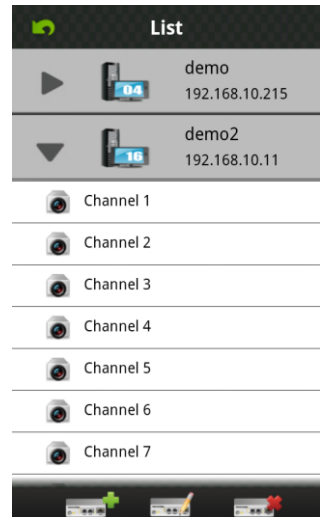 List
demo
04
192.168.10.215
demo2
16
192.168.10.11
Channel 1
Channel 2
Channel 3
Channel 4
Channel 5
Channel 6
Channel 7